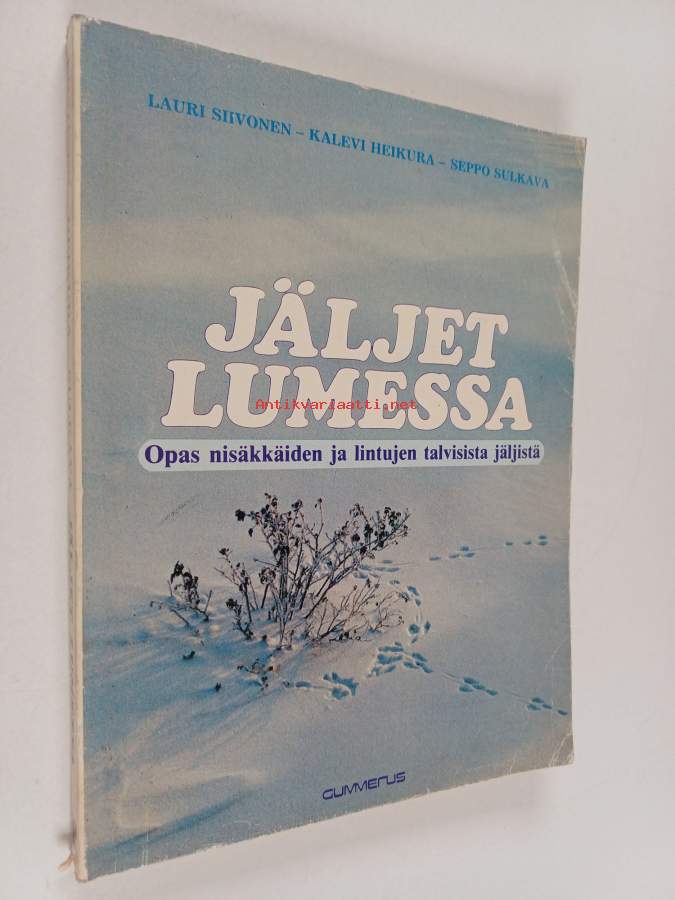 LAURI SIIVONEN – KALEVI HEIKURA – SEPPO SULKAVA
JÄLJET
LUMESSA
Antikvariaatti.net
Opas nisäkkäiden ja lintujen talvisista jäljistä
GUMMERUS